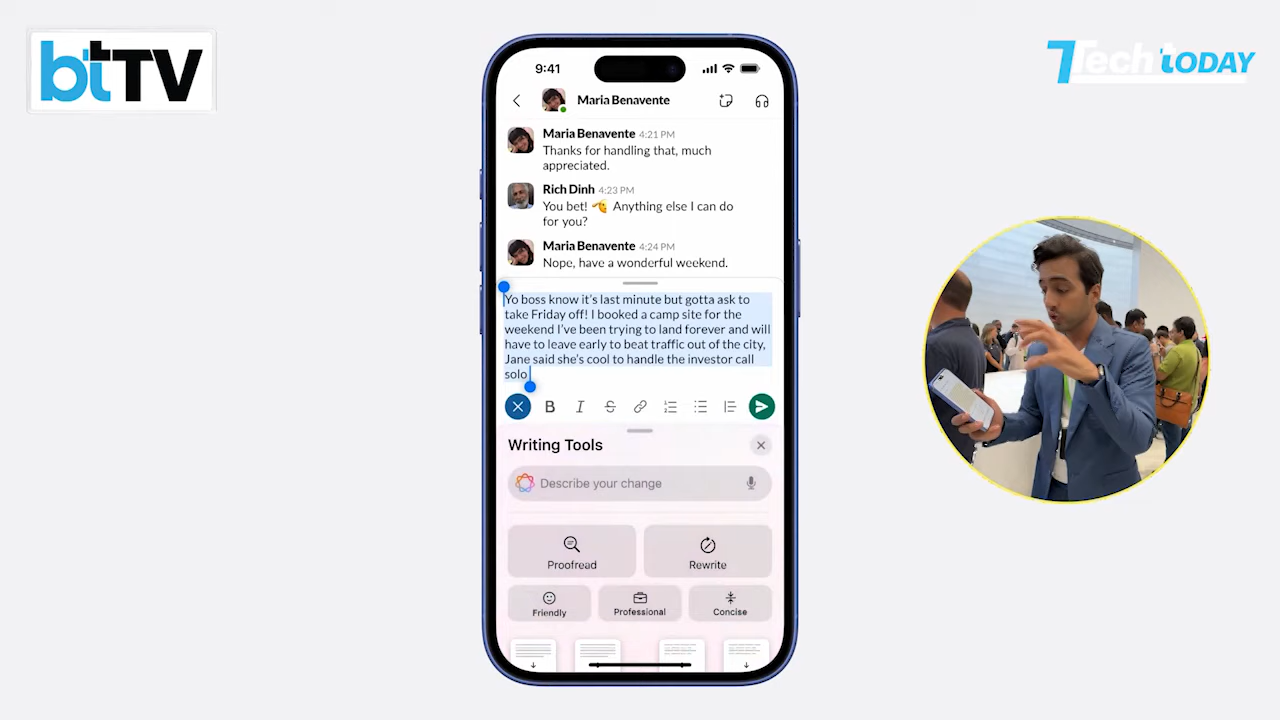 btTV
Tech today
9:41
Maria Benavente
Maria Benavente 4:21 PM
Thanks for handling that, much
appreciated.
Rich Dinh 4:23 PM
You bet! 🫡 Anything else I can do
for you?
Maria Benavente 4:24 PM
Nope, have a wonderful weekend.
Yo boss know it's last minute but gotta ask to
take Friday off! I booked a camp site for the
weekend I've been trying to land forever and will
have to leave early to beat traffic out of the city,
Jane said she's cool to handle the investor call
solo
B I S
Writing Tools
Describe your change
Proofread
Rewrite
Friendly
Professional
Concise